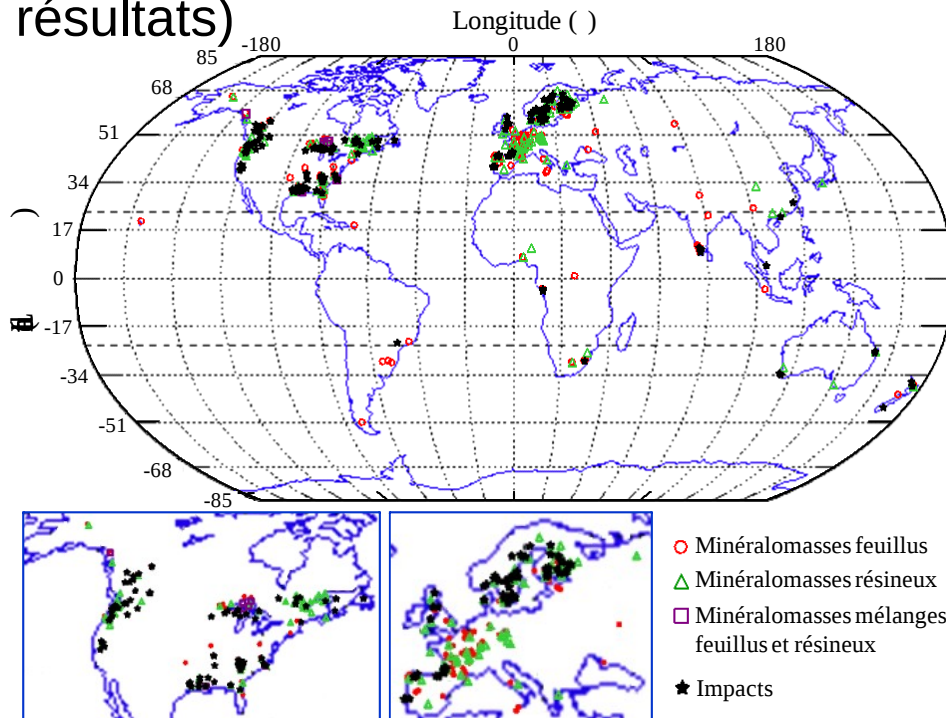 résultats)
Longitude ( )
-180 0 180
85
68
51
34
17
0
-17
-34
-51
-68
-85
( )
Minéralomasses feuillus
Minéralomasses résineux
Minéralomasses mélanges
feuillus et résineux
Impacts